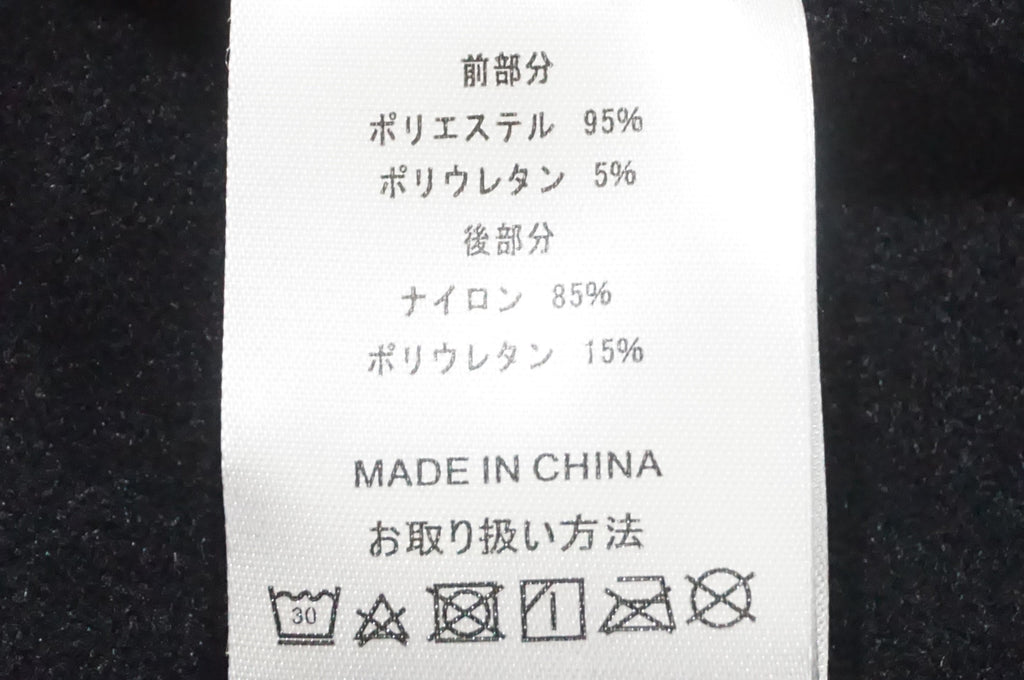 前部分
ポリエステル 95%
ポリウレタン 5%
後部分
ナイロン 85%
ポリウレタン 15%
MADE IN CHINA
お取り扱い方法
30